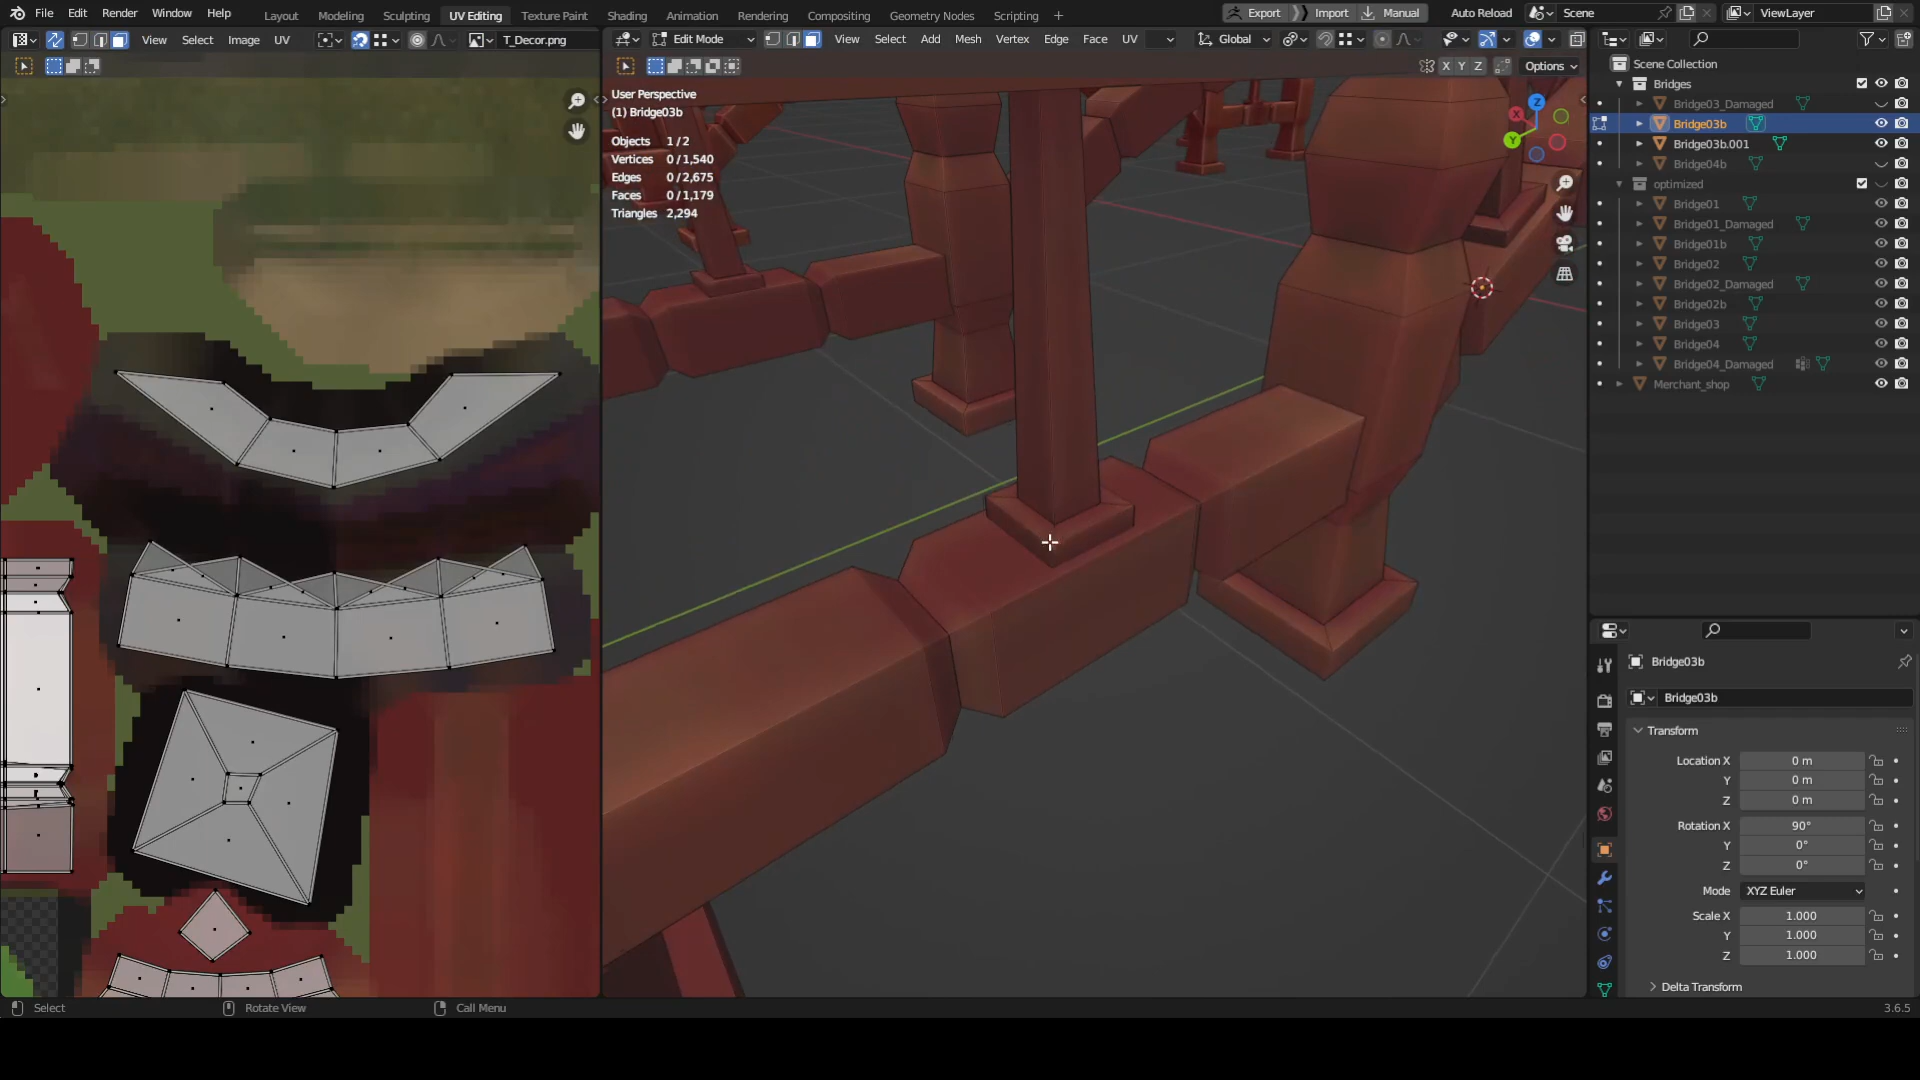 File Edit Render Window Help Layout Modeling Sculpting UV Editing Texture Paint Shading Animation Rendering Compositing Geometry Nodes Scripting + Export Import Manual Auto Reload Scene ViewLayer
View Select Image UV T_Decor.png Edit Mode View Select Add Mesh Vertex Edge Face UV Global
X Y Z Options
User Perspective
(1) Bridge03b
Objects 1 / 2
Vertices 0 / 1,540
Edges 0 / 2,675
Faces 0 / 1,179
Triangles 2,294
Z
X
Y
Scene Collection
Bridges
Bridge03_Damaged
Bridge03b
Bridge03b.001
Bridge04b
optimized
Bridge01
Bridge01_Damaged
Bridge01b
Bridge02
Bridge02_Damaged
Bridge02b
Bridge03
Bridge04
Bridge04_Damaged
Merchant_shop
Bridge03b
Bridge03b
Transform
Location X 0 m
Y 0 m
Z 0 m
Rotation X 90°
Y 0°
Z 0°
Mode XYZ Euler
Scale X 1.000
Y 1.000
Z 1.000
Delta Transform
Select Rotate View Call Menu 3.6.5